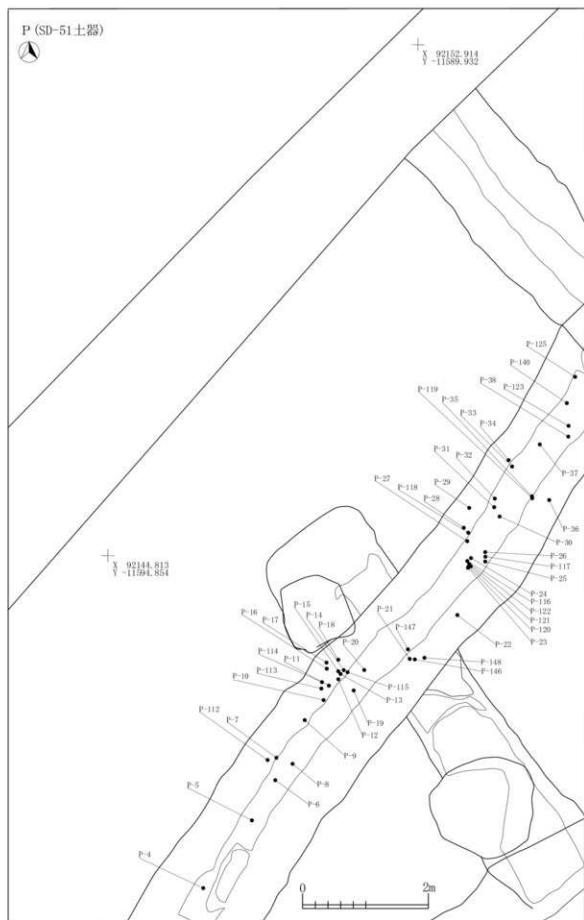 P (SD-51土器)
X 92152.914
Y -11589.932
P-125
P-140
P-38
P-123
P-119
P-35
P-33
P-34
P-37
P-31
P-32
P-29
P-27
P-118
P-28
P-36
P-30
P-26
P-117
P-25
X 92144.813
Y -11594.854
P-24
P-116
P-122
P-121
P-120
P-23
P-22
P-21
P-147
P-15
P-14
P-18
P-16
P-17
P-20
P-11
P-114
P-113
P-10
P-148
P-146
P-115
P-13
P-19
P-12
P-112
P-7
P-9
P-8
P-5
P-6
P-4
0
2m